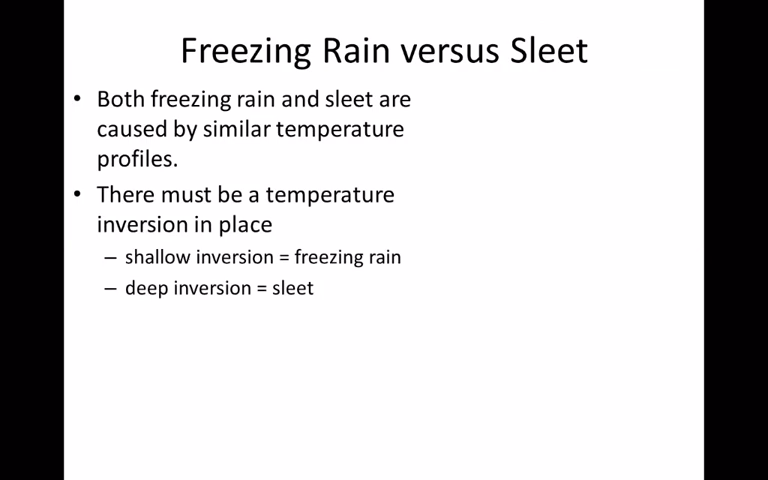 Freezing Rain versus Sleet
• Both freezing rain and sleet are
caused by similar temperature
profiles.
• There must be a temperature
inversion in place
– shallow inversion = freezing rain
– deep inversion = sleet